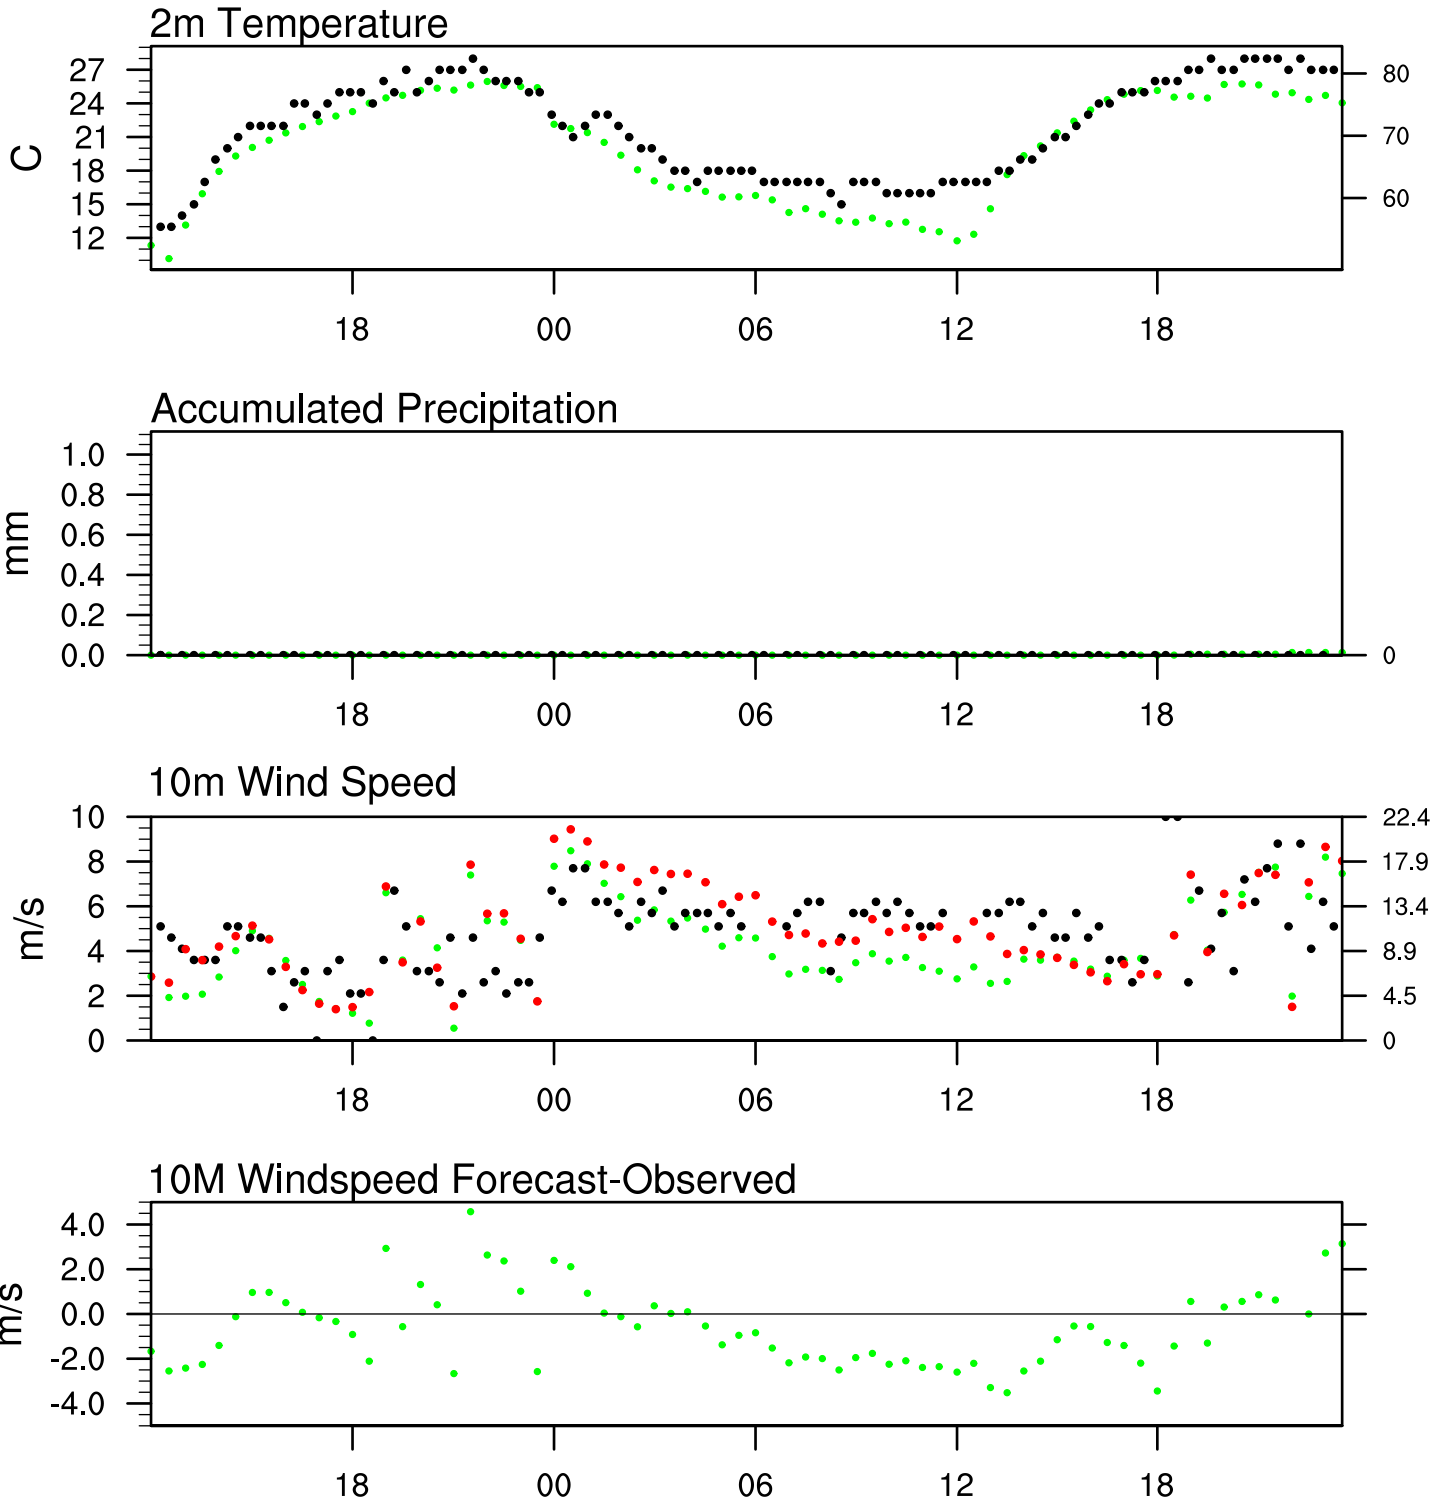 2m Temperature
27
24
21
18
15
12
C
80
70
60
18 00 06 12 18
Accumulated Precipitation
1.0
0.8
0.6
0.4
0.2
0.0
mm
0
18 00 06 12 18
10m Wind Speed
10
8
6
4
2
0
m/s
22.4
17.9
13.4
8.9
4.5
0
18 00 06 12 18
10M Windspeed Forecast-Observed
4.0
2.0
0.0
-2.0
-4.0
m/s
18 00 06 12 18